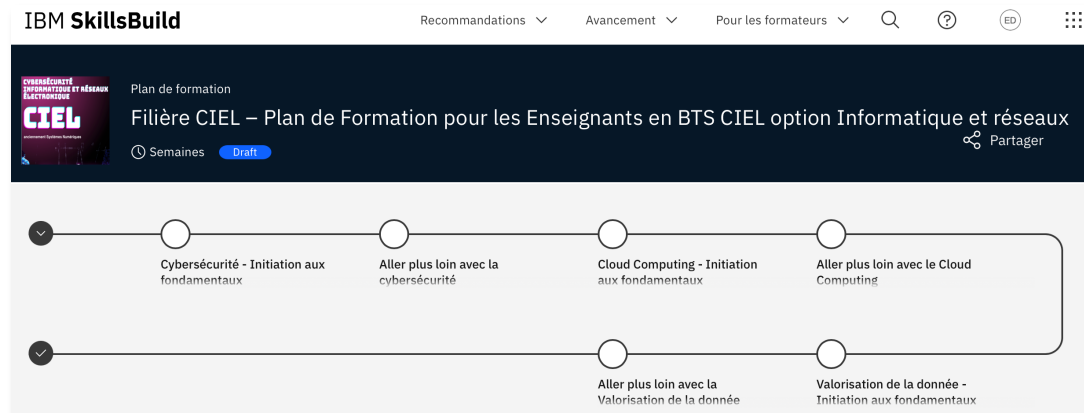 IBM SkillsBuild
Recommandations
Avancement
Pour les formateurs
?
ED
CYBERSÉCURITÉ
INFORMATIQUE ET RÉSEAUX
ÉLECTRONIQUE
CIEL
Plan de formation
Filière CIEL – Plan de Formation pour les Enseignants en BTS CIEL option Informatique et réseaux
Semaines
Draft
Partager
Cybersécurité - Initiation aux
fondamentaux
Aller plus loin avec la
cybersécurité
Cloud Computing - Initiation
aux fondamentaux
Aller plus loin avec le Cloud
Computing
Aller plus loin avec la
Valorisation de la donnée
Valorisation de la donnée -
Initiation aux fondamentaux